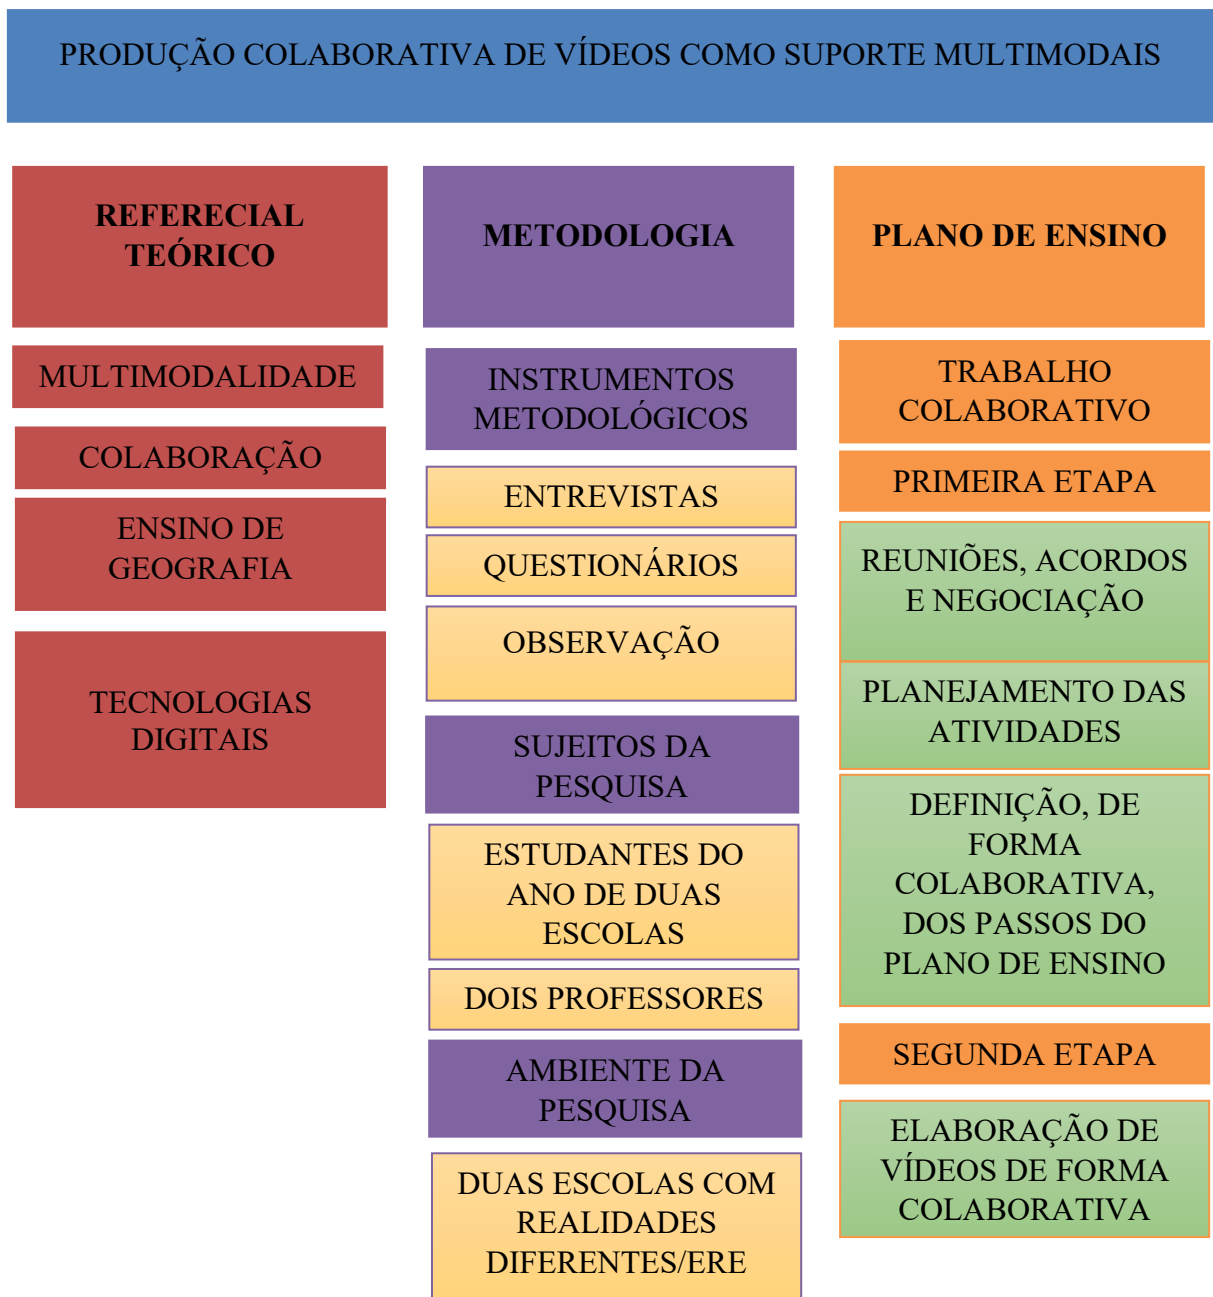 PRODUÇÃO COLABORATIVA DE VÍDEOS COMO SUPORTE MULTIMODAIS
REFERECIAL
TEÓRICO
MULTIMODALIDADE
COLABORAÇÃO
ENSINO DE
GEOGRAFIA
TECNOLOGIAS
DIGITAIS
METODOLOGIA
INSTRUMENTOS
METODOLÓGICOS
ENTREVISTAS
QUESTIONÁRIOS
OBSERVAÇÃO
SUJEITOS DA
PESQUISA
ESTUDANTES DO
ANO DE DUAS
ESCOLAS
DOIS PROFESSORES
AMBIENTE DA
PESQUISA
DUAS ESCOLAS COM
REALIDADES
DIFERENTES/ERE
PLANO DE ENSINO
TRABALHO
COLABORATIVO
PRIMEIRA ETAPA
REUNIÕES, ACORDOS
E NEGOCIAÇÃO
PLANEJAMENTO DAS
ATIVIDADES
DEFINIÇÃO, DE
FORMA
COLABORATIVA,
DOS PASSOS DO
PLANO DE ENSINO
SEGUNDA ETAPA
ELABORAÇÃO DE
VÍDEOS DE FORMA
COLABORATIVA